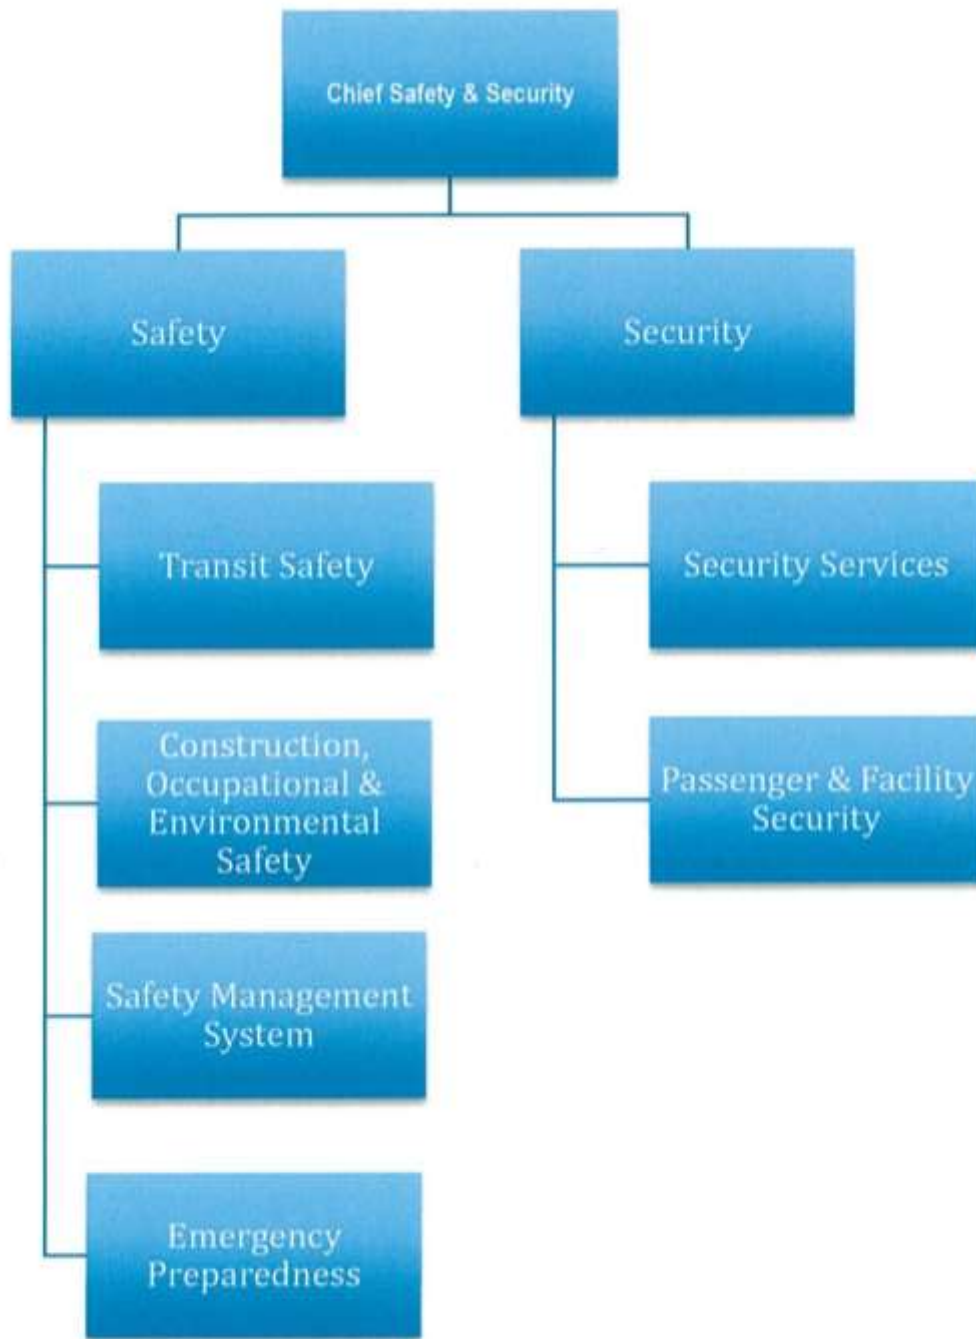 Chief Safety & Security
Safety
Security
Transit Safety
Security Services
Construction,
Occupational &
Environmental
Safety
Passenger & Facility
Security
Safety Management
System
Emergency
Preparedness